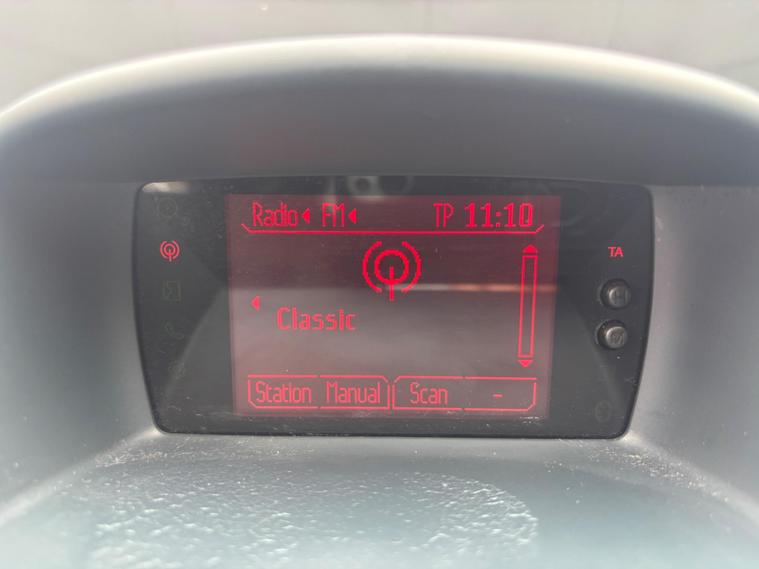 Radio FM TP 11:10
TA
Classic
H
M
Station Manual Scan -